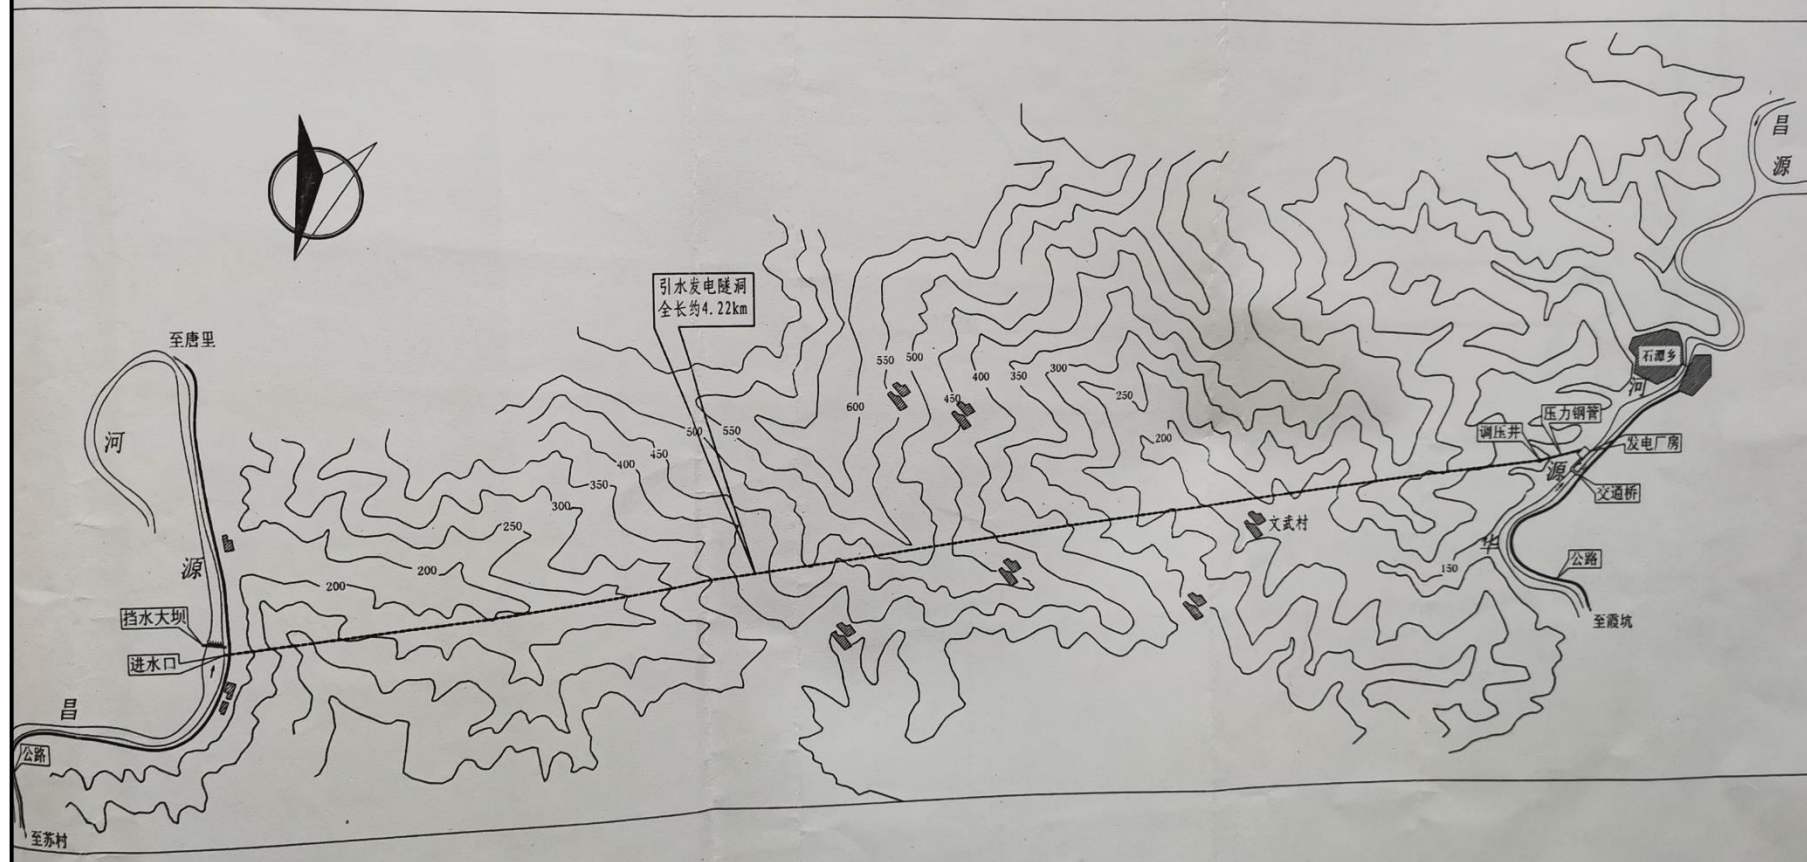 昌
源
引水发电隧洞
全长约4.22km
至唐里
石潭乡
河
550
500
400
350
300
450
250
600
压力钢管
调压井
发电厂房
500
550
200
河
450
400
源
交通桥
350
300
250
文武村
华
公路
源
200
200
150
挡水大坝
至霞坑
进水口
昌
公路
至苏村